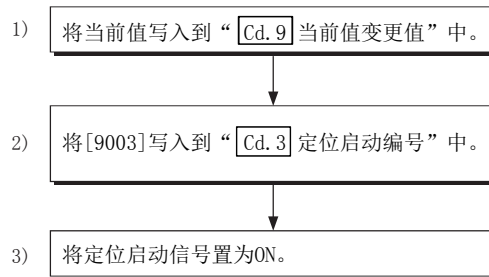 1) 将当前值写入到“ Cd.9 当前值变更值”中。
2) 将[9003]写入到“ Cd.3 定位启动编号”中。
3) 将定位启动信号置为ON。